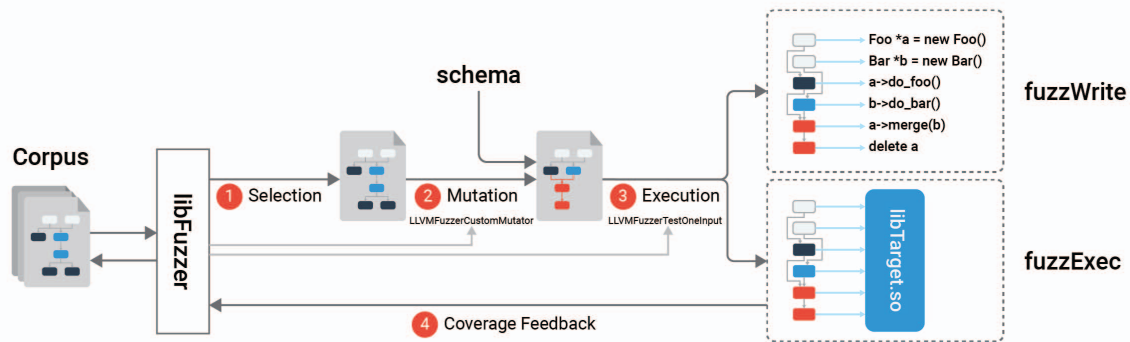 Corpus
libFuzzer
1 Selection
schema
2 Mutation
LLVMFuzzerCustomMutator
3 Execution
LLVMFuzzerTestOneInput
4 Coverage Feedback
Foo *a = new Foo()
Bar *b = new Bar()
a->do_foo()
b->do_bar()
a->merge(b)
delete a
fuzzWrite
libTarget.so
fuzzExec